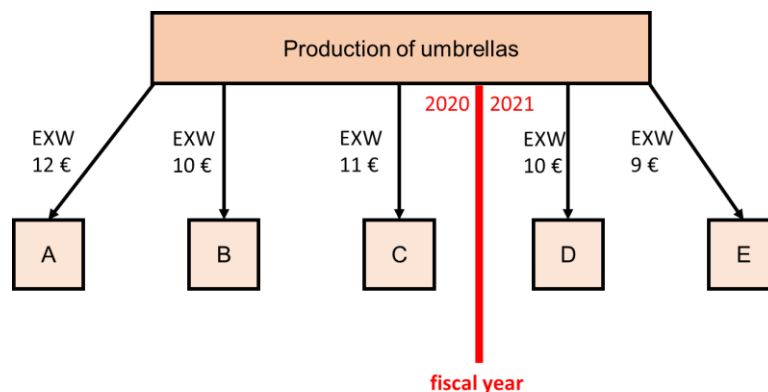 Production of umbrellas
2020 2021
EXW
12 €
EXW
10 €
EXW
11 €
EXW
10 €
EXW
9 €
A
B
C
D
E
fiscal year